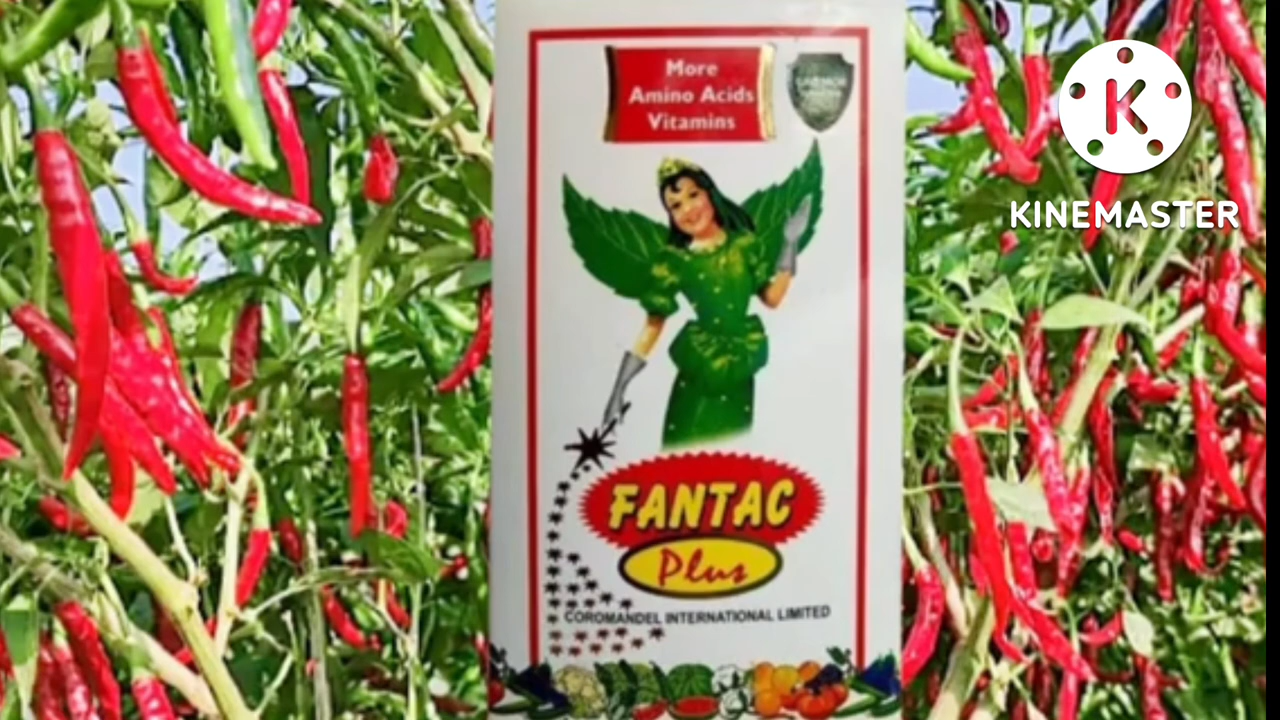 More
Amino Acids
Vitamins
FANTAC
Plus
COROMANDEL INTERNATIONAL LIMITED
K
KINEMASTER